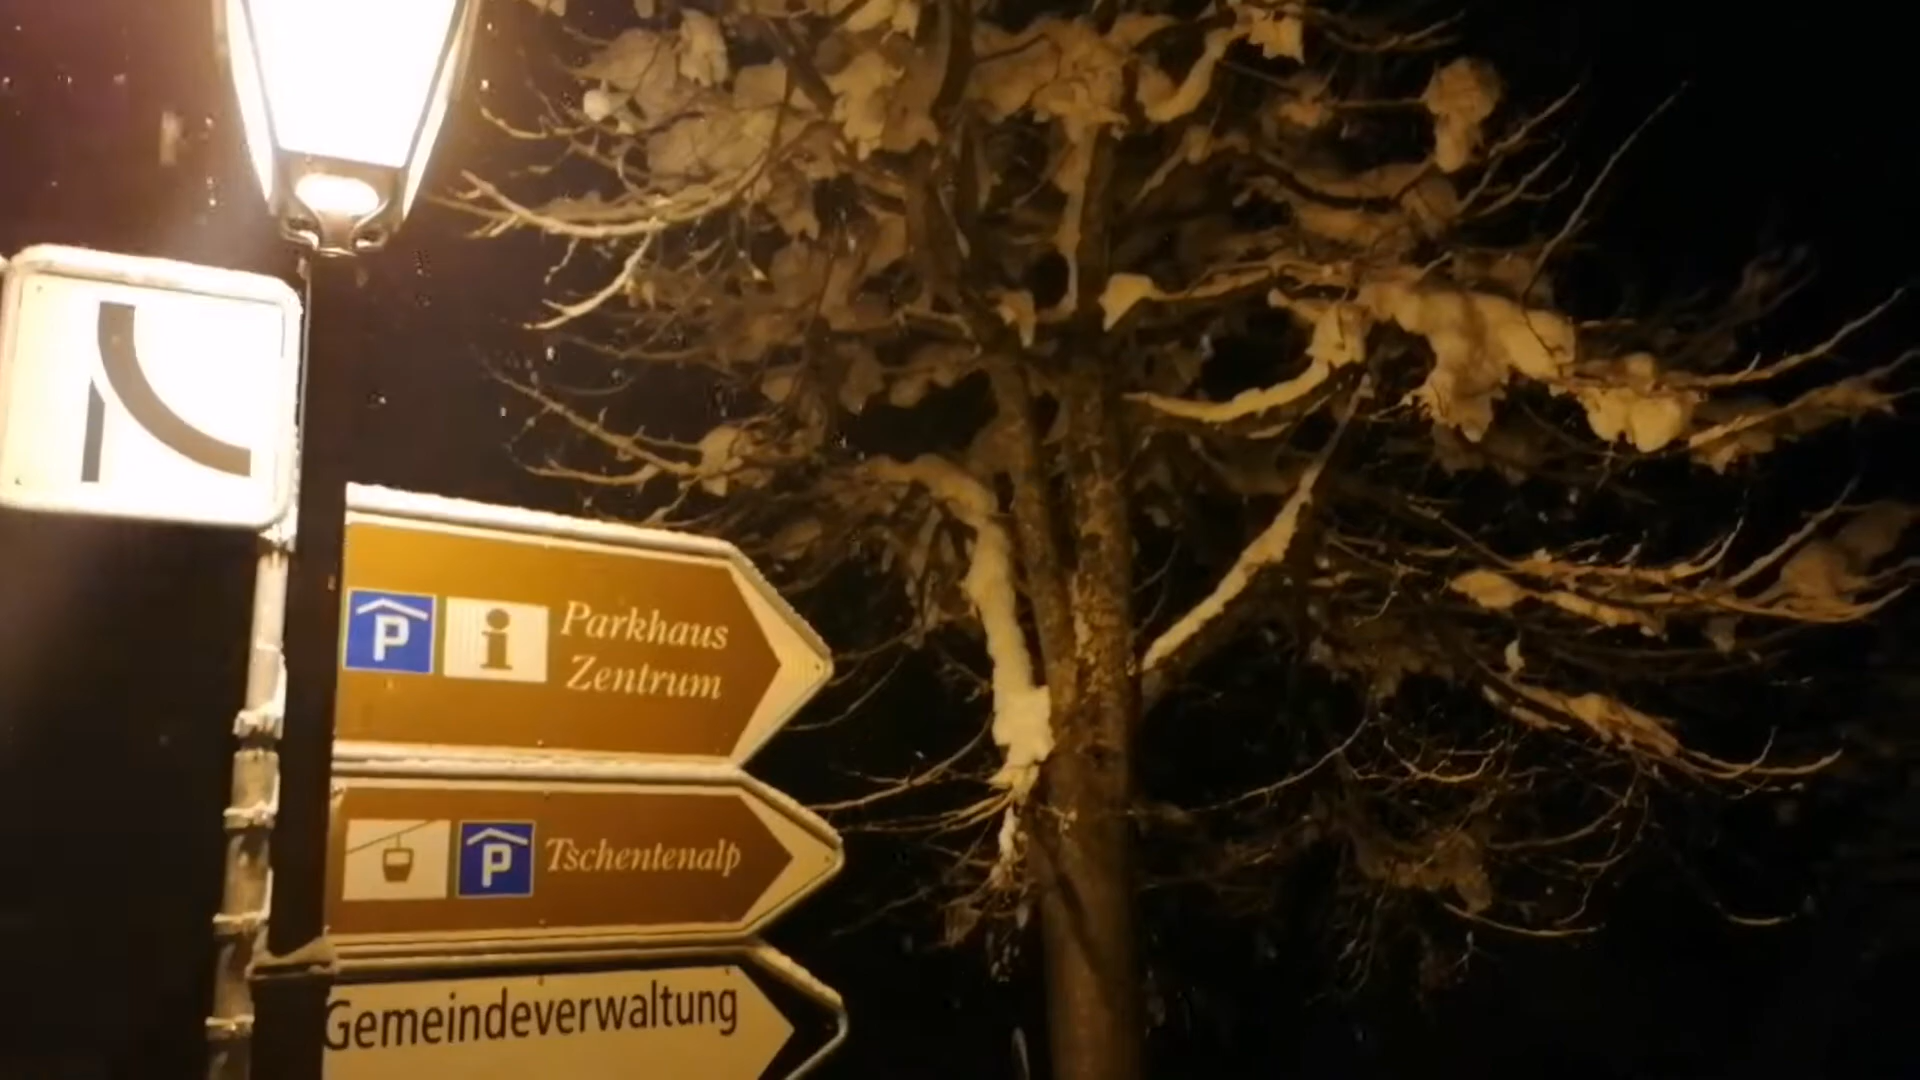 P i Parkhaus
Zentrum
P Tschentenalp
Gemeindeverwaltung